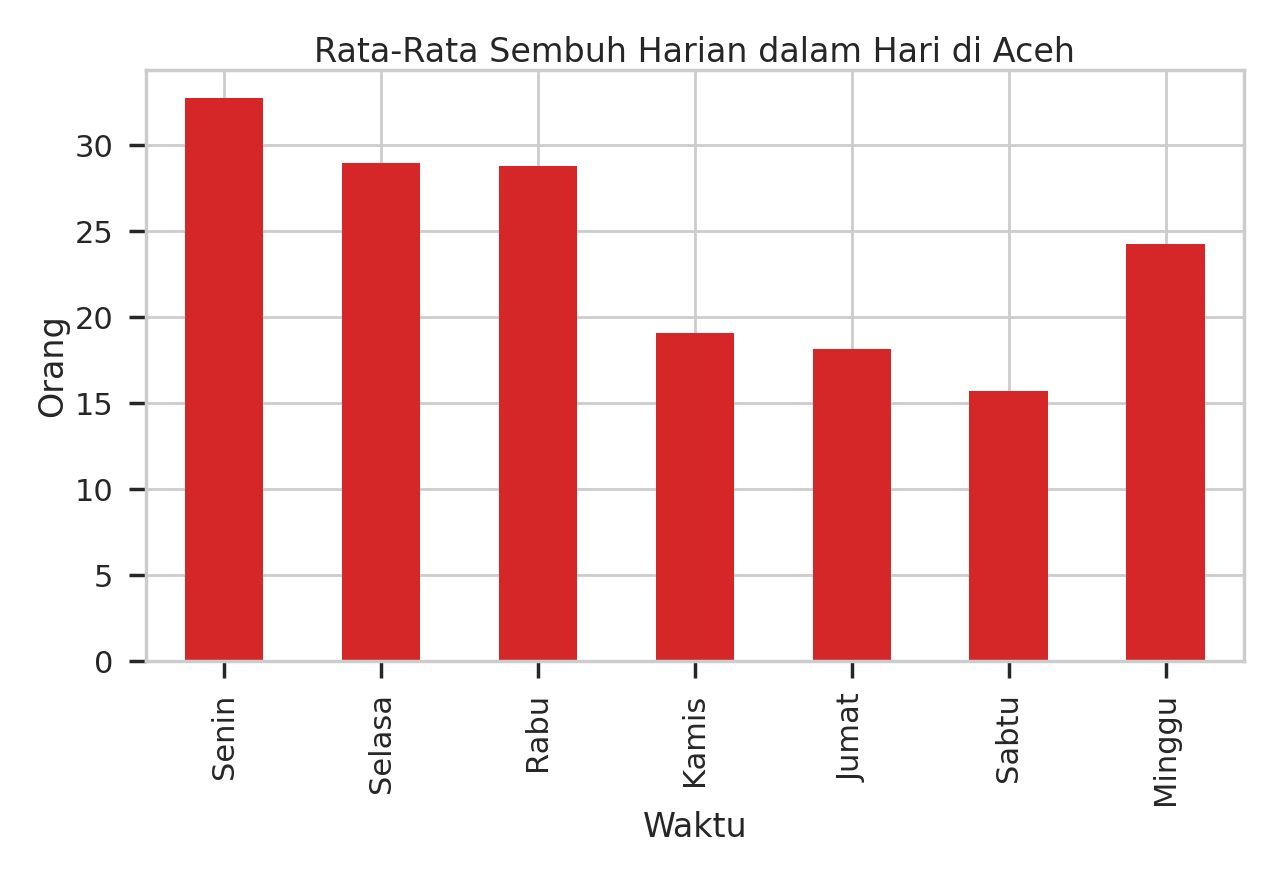 Rata-Rata Sembuh Harian dalam Hari di Aceh
Orang
30
25
20
15
10
5
0
Senin
Selasa
Rabu
Kamis
Jumat
Sabtu
Minggu
Waktu